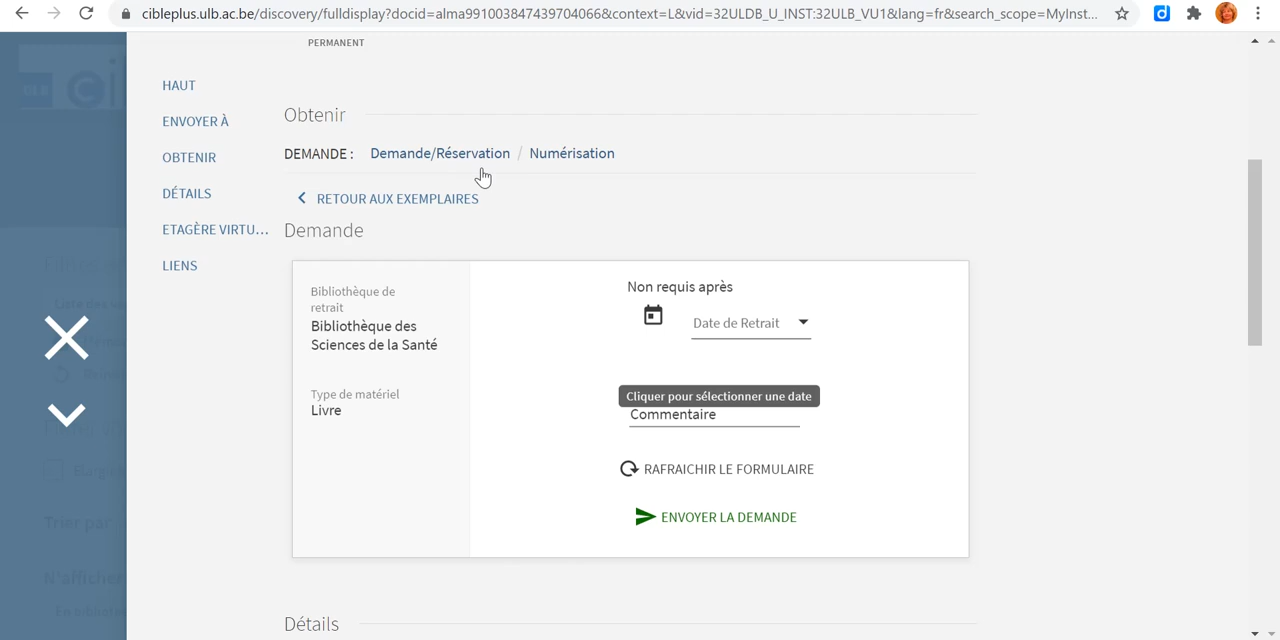 cibleplus.ulb.ac.be/discovery/fulldisplay?docid=alma991003847439704066&context=L&vid=32ULDB_U_INST:32ULB_VU1&lang=fr&search_scope=MyInst...
PERMANENT
HAUT
ENVOYER À
OBTENIR
DÉTAILS
ETAGÈRE VIRTU...
LIENS
Obtenir
DEMANDE : Demande/Réservation / Numérisation
RETOUR AUX EXEMPLAIRES
Demande
Bibliothèque de
retrait
Bibliothèque des
Sciences de la Santé
Type de matériel
Livre
Non requis après
Date de Retrait
Cliquer pour sélectionner une date
Commentaire
RAFRAICHIR LE FORMULAIRE
ENVOYER LA DEMANDE
Détails
Trier par